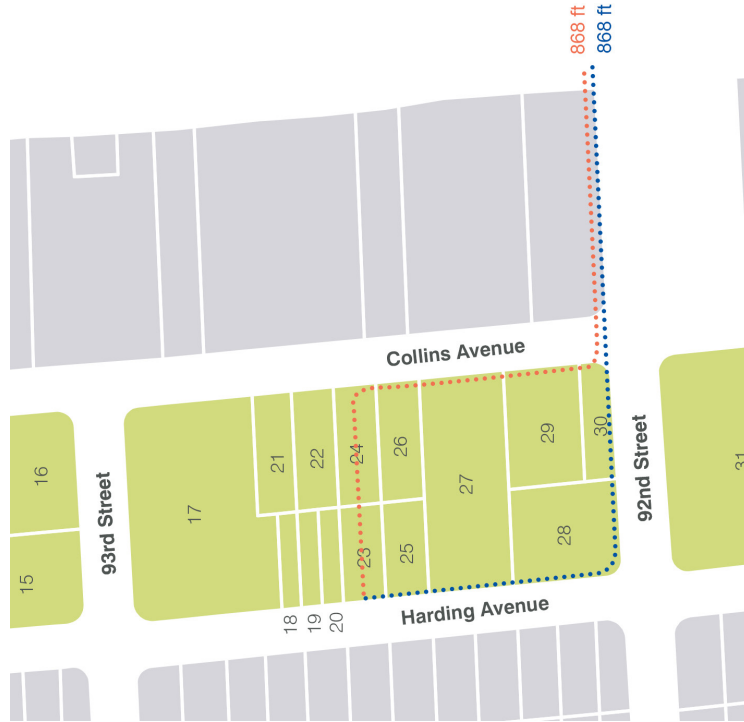 868 ft
868 ft
Collins Avenue
16
21
22
24
26
29
30
31
17
27
92nd Street
93rd Street
15
23
25
28
18
19
20
Harding Avenue